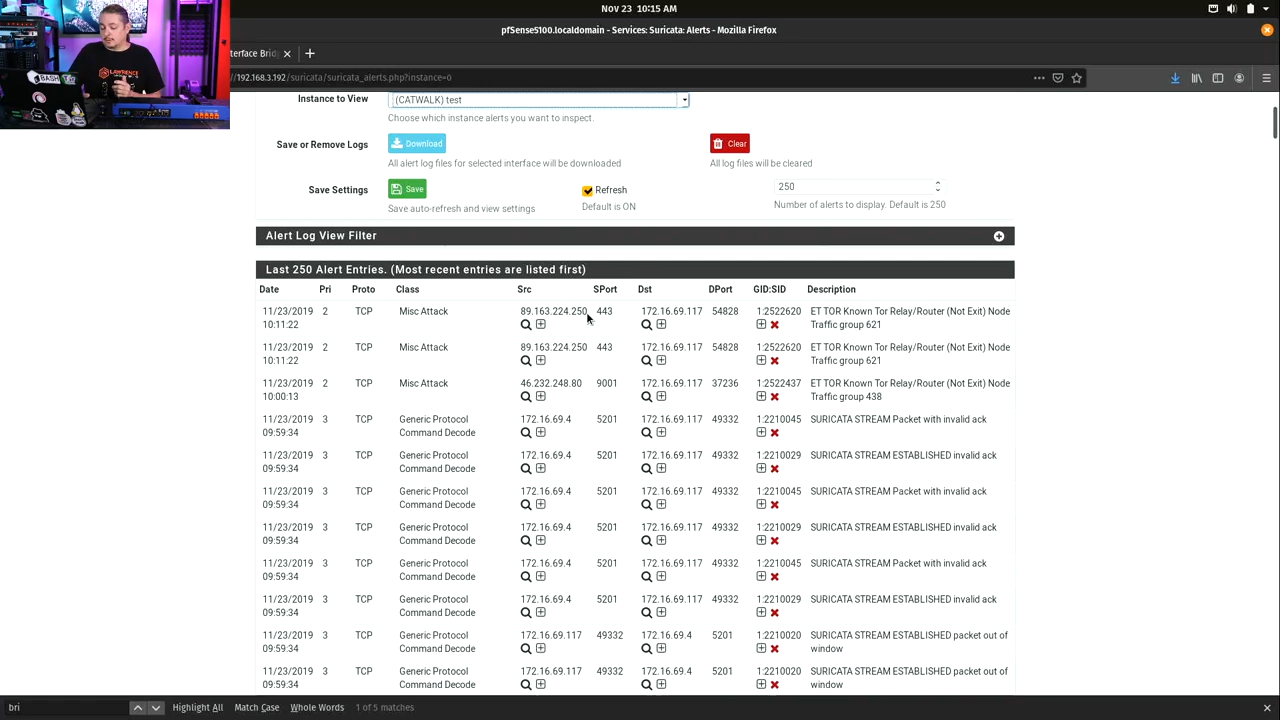 Nov 23 10:15 AM
pfSense5100.localdomain - Services: Suricata: Alerts - Mozilla Firefox
terface Bri
192.168.3.192/suricata/suricata_alerts.php?instance=0
LAWRENCE
BASH
Instance to View
(CATWALK) test
Choose which instance alerts you want to inspect.
Save or Remove Logs
Download
Clear
All alert log files for selected interface will be downloaded
All log files will be cleared
Save Settings
Save
Refresh
250
Save auto-refresh and view settings
Default is ON
Number of alerts to display. Default is 250
Alert Log View Filter
Last 250 Alert Entries. (Most recent entries are listed first)
Date Pri Proto Class Src SPort Dst DPort GID:SID Description
11/23/2019 2 TCP Misc Attack 89.163.224.250 443 172.16.69.117 54828 1:2522620 ET TOR Known Tor Relay/Router (Not Exit) Node
10:11:22 Traffic group 621
11/23/2019 2 TCP Misc Attack 89.163.224.250 443 172.16.69.117 54828 1:2522620 ET TOR Known Tor Relay/Router (Not Exit) Node
10:11:22 Traffic group 621
11/23/2019 2 TCP Misc Attack 46.232.248.80 9001 172.16.69.117 37236 1:2522437 ET TOR Known Tor Relay/Router (Not Exit) Node
10:00:13 Traffic group 438
11/23/2019 3 TCP Generic Protocol 172.16.69.4 5201 172.16.69.117 49332 1:2210045 SURICATA STREAM Packet with invalid ack
09:59:34 Command Decode
11/23/2019 3 TCP Generic Protocol 172.16.69.4 5201 172.16.69.117 49332 1:2210029 SURICATA STREAM ESTABLISHED invalid ack
09:59:34 Command Decode
11/23/2019 3 TCP Generic Protocol 172.16.69.4 5201 172.16.69.117 49332 1:2210045 SURICATA STREAM Packet with invalid ack
09:59:34 Command Decode
11/23/2019 3 TCP Generic Protocol 172.16.69.4 5201 172.16.69.117 49332 1:2210029 SURICATA STREAM ESTABLISHED invalid ack
09:59:34 Command Decode
11/23/2019 3 TCP Generic Protocol 172.16.69.4 5201 172.16.69.117 49332 1:2210045 SURICATA STREAM Packet with invalid ack
09:59:34 Command Decode
11/23/2019 3 TCP Generic Protocol 172.16.69.4 5201 172.16.69.117 49332 1:2210029 SURICATA STREAM ESTABLISHED invalid ack
09:59:34 Command Decode
11/23/2019 3 TCP Generic Protocol 172.16.69.117 49332 172.16.69.4 5201 1:2210020 SURICATA STREAM ESTABLISHED packet out of
09:59:34 Command Decode window
11/23/2019 3 TCP Generic Protocol 172.16.69.117 49332 172.16.69.4 5201 1:2210020 SURICATA STREAM ESTABLISHED packet out of
09:59:34 Command Decode window
bri Highlight All Match Case Whole Words 1 of 5 matches